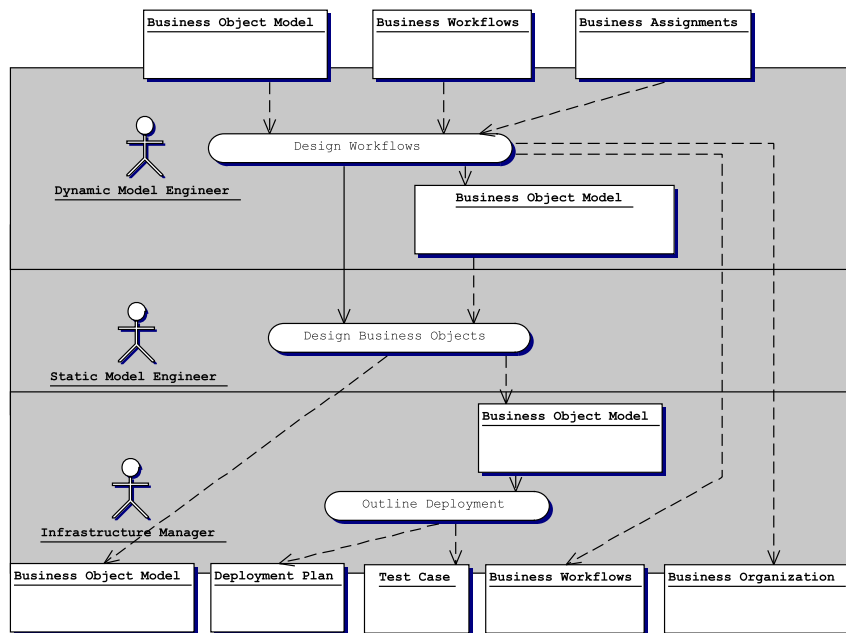 Business Object Model
Business Workflows
Business Assignments
Design Workflows
Dynamic Model Engineer
Business Object Model
Design Business Objects
Static Model Engineer
Business Object Model
Outline Deployment
Infrastructure Manager
Business Object Model
Deployment Plan
Test Case
Business Workflows
Business Organization